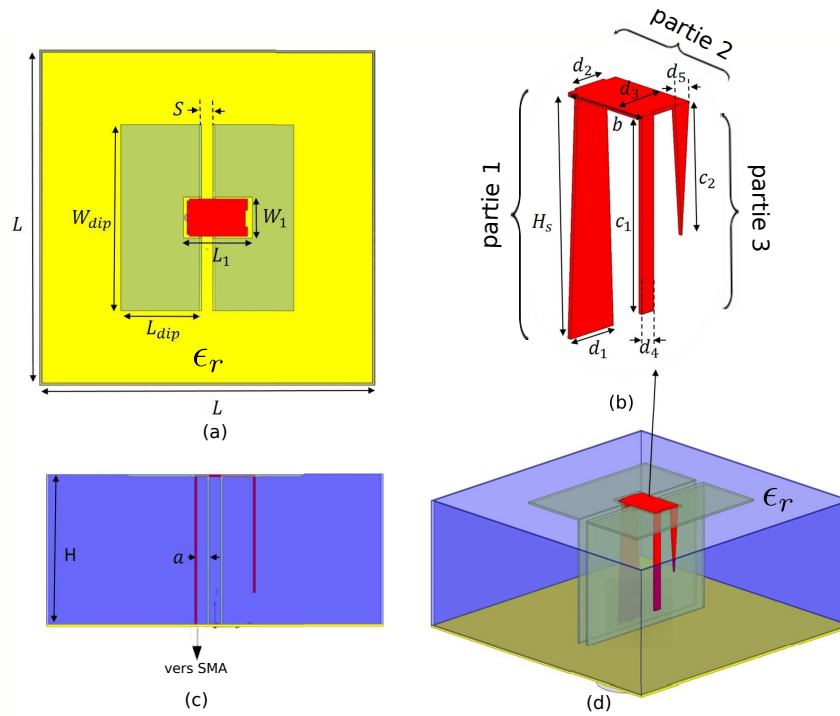 S
W_dip
L
W_1
L_1
L_dip
ϵ_r
L
(a)
partie 2
d_2
d_3
d_5
b
partie 1
H_s
c_1
c_2
partie 3
d_1
d_4
(b)
H
a
vers SMA
(c)
ϵ_r
(d)